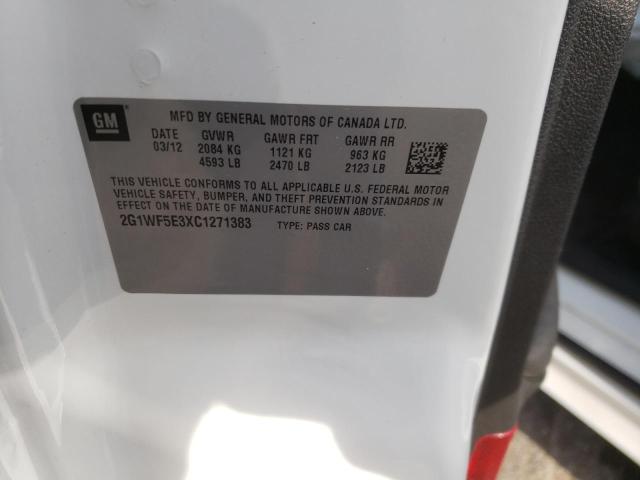 GM
MFD BY GENERAL MOTORS OF CANADA LTD.
DATE GVWR GAWR FRT GAWR RR
03/12 2084 KG 1121 KG 963 KG
4593 LB 2470 LB 2123 LB
THIS VEHICLE CONFORMS TO ALL APPLICABLE U.S. FEDERAL MOTOR
VEHICLE SAFETY, BUMPER, AND THEFT PREVENTION STANDARDS IN
EFFECT ON THE DATE OF MANUFACTURE SHOWN ABOVE.
2G1WF5E3XC1271383 TYPE: PASS CAR